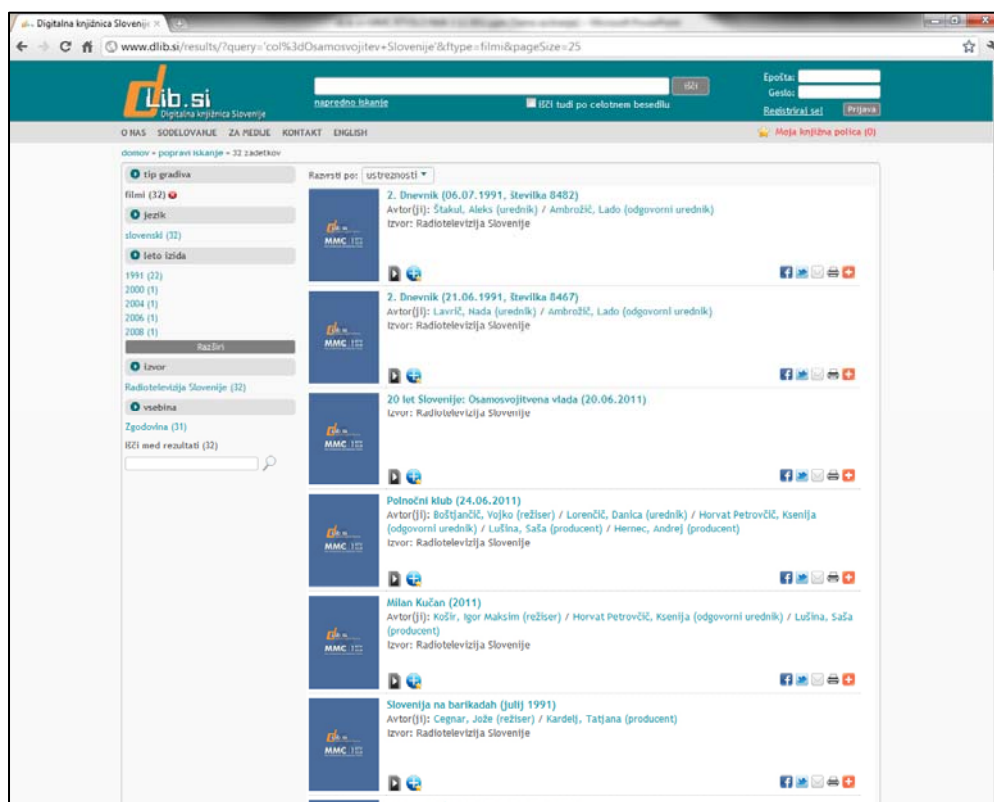 Digitalna knjižnica Slovenije
www.dlib.si/results/?query='col%3dOsamosvojitev+Slovenije'&ftype=filmi&pageSize=25
dLib.si
Digitalna knjižnica Slovenije
napredno iskanje
išči
išči tudi po celotnem besedilu
Epošta:
Geslo:
Registriraj se!
Prijava
O NAS SODELOVANJE ZA MEDIJE KONTAKT ENGLISH
Moja knjižna polica (0)
domov » popravi iskanje » 32 zadetkov
tip gradiva
filmi (32)
jezik
slovenski (32)
leto izida
1991 (22)
2000 (1)
2004 (1)
2006 (1)
2008 (1)
Razširi
izvor
Radiotelevizija Slovenije (32)
vsebina
Zgodovina (31)
Išči med rezultati (32)
Razvrsti po: ustreznosti
2. Dnevnik (06.07.1991, številka 8482)
Avtor(ji): Štakul, Aleks (urednik) / Ambrožič, Lado (odgovorni urednik)
Izvor: Radiotelevizija Slovenije
MMC
2. Dnevnik (21.06.1991, številka 8467)
Avtor(ji): Lavrič, Nada (urednik) / Ambrožič, Lado (odgovorni urednik)
Izvor: Radiotelevizija Slovenije
MMC
20 let Slovenije: Osamosvojitvena vlada (20.06.2011)
Izvor: Radiotelevizija Slovenije
MMC
Polnočni klub (24.06.2011)
Avtor(ji): Boštjančič, Vojko (režiser) / Lorenčič, Danica (urednik) / Horvat Petrovčič, Ksenija
(odgovorni urednik) / Lušina, Saša (producent) / Hernec, Andrej (producent)
Izvor: Radiotelevizija Slovenije
MMC
Milan Kučan (2011)
Avtor(ji): Košir, Igor Maksim (režiser) / Horvat Petrovčič, Ksenija (odgovorni urednik) / Lušina, Saša
(producent)
Izvor: Radiotelevizija Slovenije
MMC
Slovenija na barikadah (julij 1991)
Avtor(ji): Cegnar, Jože (režiser) / Kardelj, Tatjana (producent)
Izvor: Radiotelevizija Slovenije
MMC